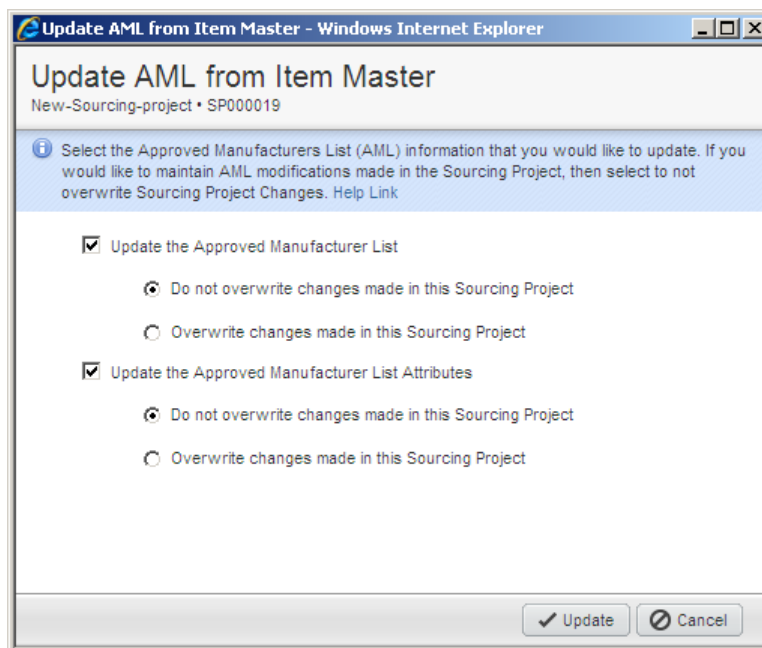 Update AML from Item Master - Windows Internet Explorer
Update AML from Item Master
New-Sourcing-project • SP000019
Select the Approved Manufacturers List (AML) information that you would like to update. If you
would like to maintain AML modifications made in the Sourcing Project, then select to not
overwrite Sourcing Project Changes. Help Link
Update the Approved Manufacturer List
Do not overwrite changes made in this Sourcing Project
Overwrite changes made in this Sourcing Project
Update the Approved Manufacturer List Attributes
Do not overwrite changes made in this Sourcing Project
Overwrite changes made in this Sourcing Project
Update Cancel